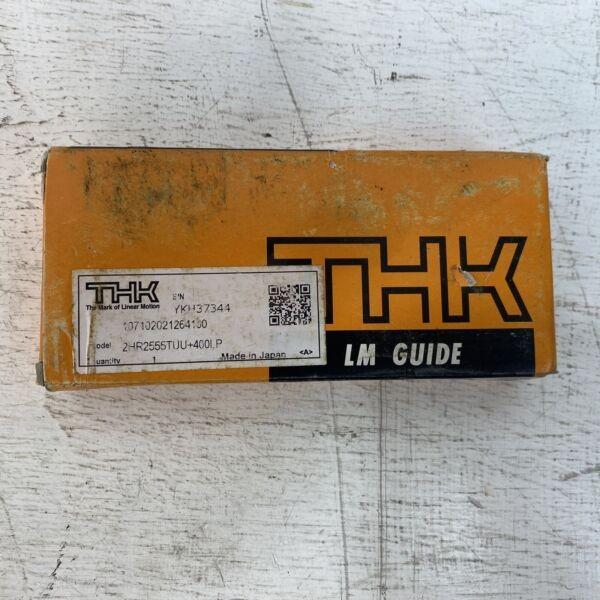 THK
LM GUIDE
THK
The Mark of Linear Motion
S/N
YKH37344
107102021264100
odel 2HR2555TUU+400LP
uantity 1 Made in Japan <A>